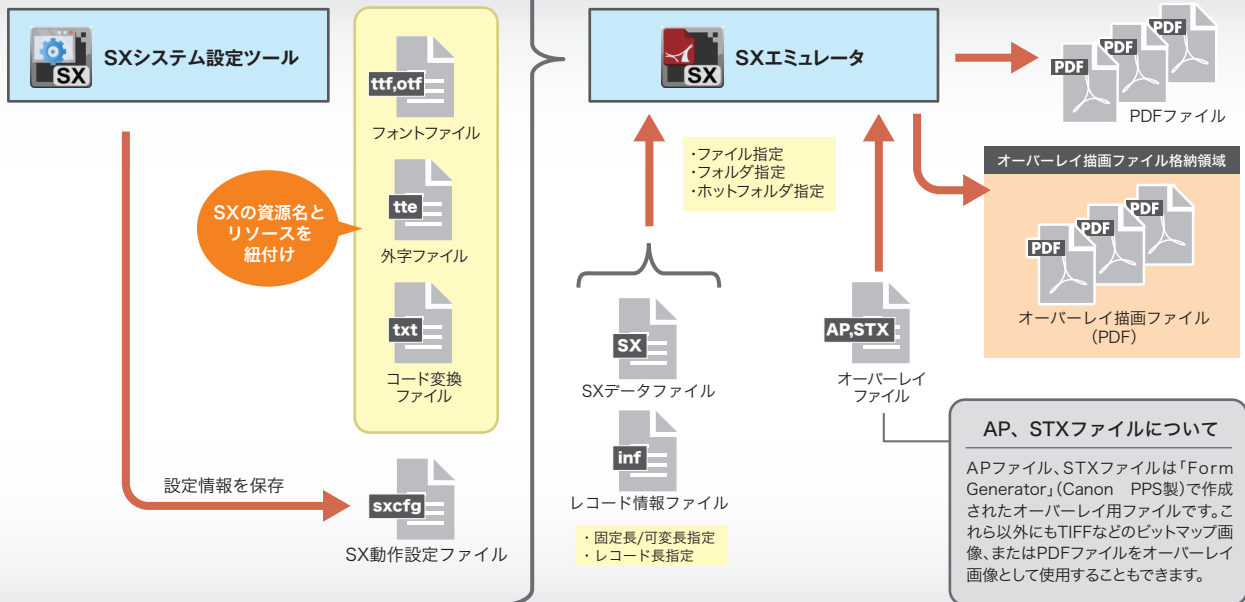 SX
SXシステム設定ツール
ttf,otf
フォントファイル
tte
外字ファイル
txt
コード変換
ファイル
SXの資源名と
リソースを
紐付け
設定情報を保存
sxcfg
SX動作設定ファイル
SX
SXエミュレータ
・ファイル指定
・フォルダ指定
・ホットフォルダ指定
SX
SXデータファイル
inf
レコード情報ファイル
・固定長/可変長指定
・レコード長指定
AP,STX
オーバーレイ
ファイル
PDF
PDF
PDF
PDFファイル
オーバーレイ描画ファイル格納領域
PDF
PDF
PDF
オーバーレイ描画ファイル
(PDF)
AP、STXファイルについて
APファイル、STXファイルは「Form
Generator」(Canon PPS製)で作成
されたオーバーレイ用ファイルです。こ
れら以外にもTIFFなどのビットマップ画
像、またはPDFファイルをオーバーレイ
画像として使用することもできます。